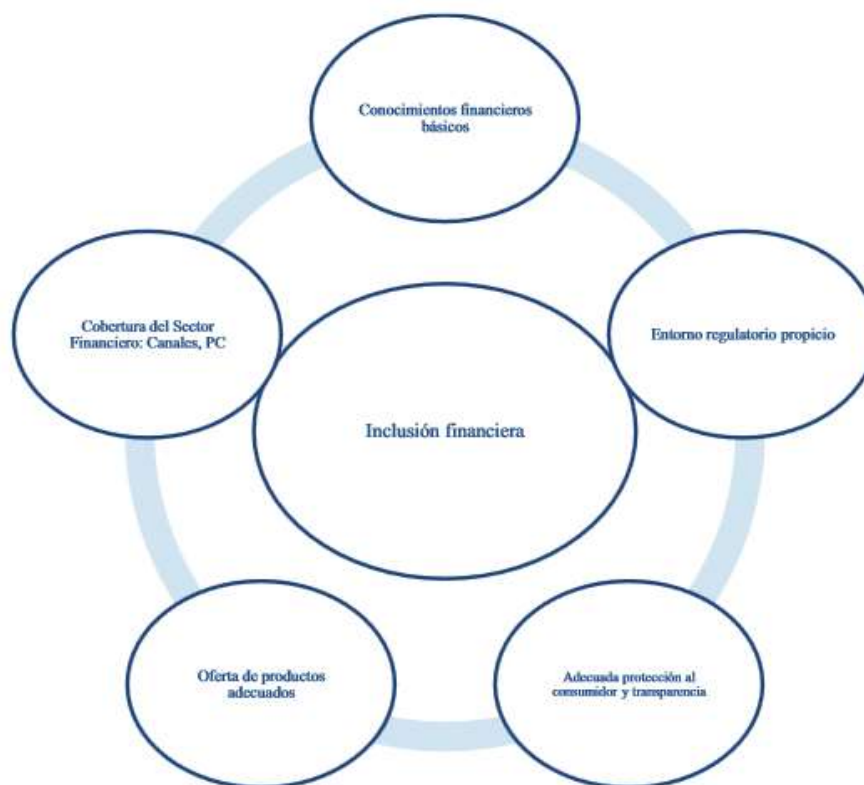 Conocimientos financieros
básicos
Cobertura del Sector
Financiero: Canales, PC
Entorno regulatorio propicio
Inclusión financiera
Oferta de productos
adecuados
Adecuada protección al
consumidor y transparencia